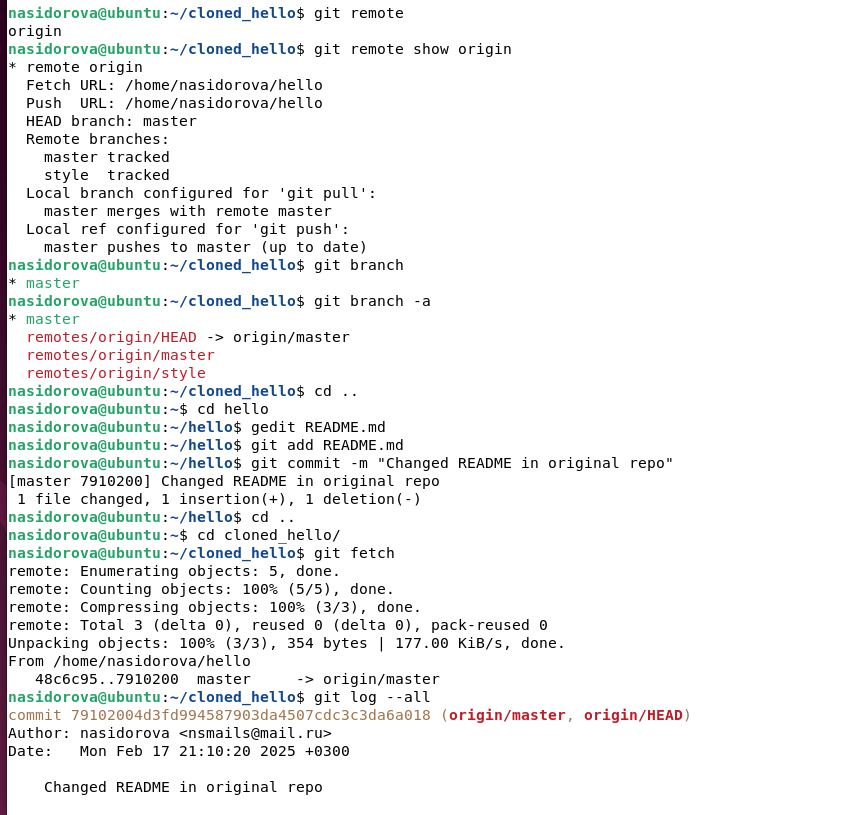 nasidorova@ubuntu:~/cloned_hello$ git remote
origin
nasidorova@ubuntu:~/cloned_hello$ git remote show origin
* remote origin
  Fetch URL: /home/nasidorova/hello
  Push  URL: /home/nasidorova/hello
  HEAD branch: master
  Remote branches:
    master tracked
    style  tracked
  Local branch configured for 'git pull':
    master merges with remote master
  Local ref configured for 'git push':
    master pushes to master (up to date)
nasidorova@ubuntu:~/cloned_hello$ git branch
* master
nasidorova@ubuntu:~/cloned_hello$ git branch -a
* master
  remotes/origin/HEAD -> origin/master
  remotes/origin/master
  remotes/origin/style
nasidorova@ubuntu:~/cloned_hello$ cd ..
nasidorova@ubuntu:~$ cd hello
nasidorova@ubuntu:~/hello$ gedit README.md
nasidorova@ubuntu:~/hello$ git add README.md
nasidorova@ubuntu:~/hello$ git commit -m "Changed README in original repo"
[master 7910200] Changed README in original repo
 1 file changed, 1 insertion(+), 1 deletion(-)
nasidorova@ubuntu:~/hello$ cd ..
nasidorova@ubuntu:~$ cd cloned_hello/
nasidorova@ubuntu:~/cloned_hello$ git fetch
remote: Enumerating objects: 5, done.
remote: Counting objects: 100% (5/5), done.
remote: Compressing objects: 100% (3/3), done.
remote: Total 3 (delta 0), reused 0 (delta 0), pack-reused 0
Unpacking objects: 100% (3/3), 354 bytes | 177.00 KiB/s, done.
From /home/nasidorova/hello
   48c6c95..7910200  master     -> origin/master
nasidorova@ubuntu:~/cloned_hello$ git log --all
commit 79102004d3fd994587903da4507cdc3c3da6a018 (origin/master, origin/HEAD)
Author: nasidorova <nsmails@mail.ru>
Date:   Mon Feb 17 21:10:20 2025 +0300
    Changed README in original repo